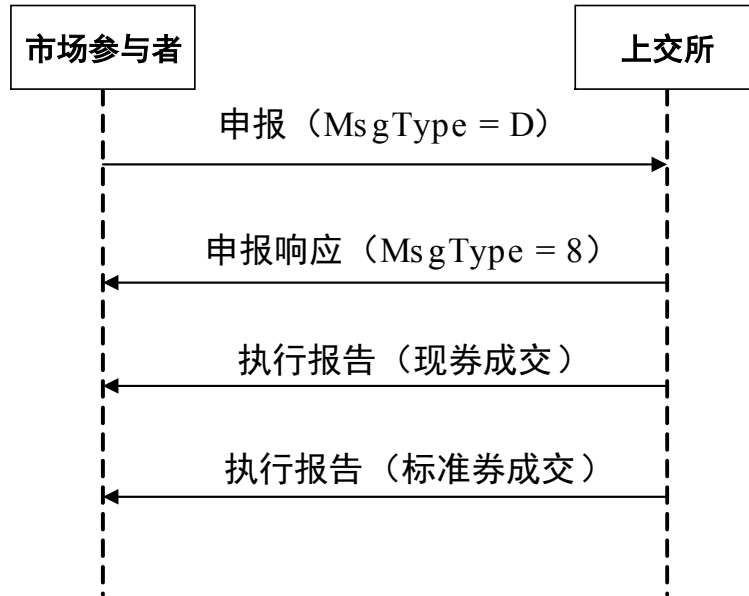 市场参与者
上交所
申报（MsgType = D）
申报响应（MsgType = 8）
执行报告（现券成交）
执行报告（标准券成交）